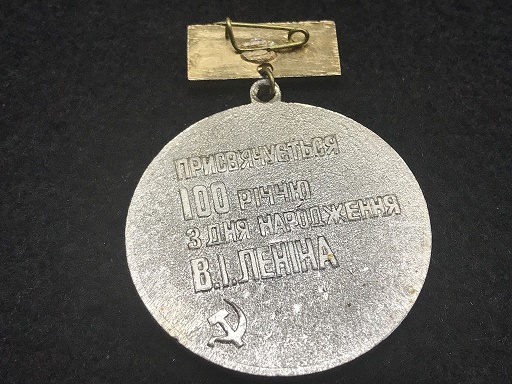 ПРИСВЯЧУЄТЬСЯ
100 РІЧЧЮ
З ДНЯ НАРОДЖЕННЯ
В.І.ЛЕНІНА